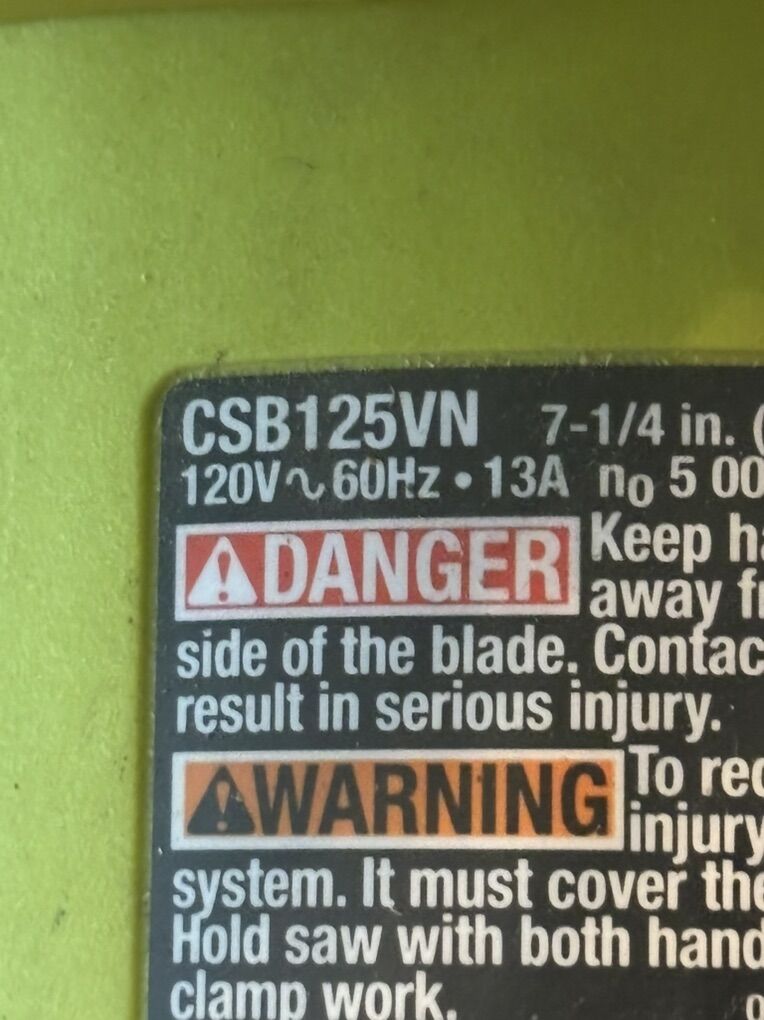 CSB125VN 7-1/4 in. (
120V∿60Hz • 13A no 5 00
⚠DANGER Keep ha
away fr
side of the blade. Contac
result in serious injury.
⚠WARNING To red
injury
system. It must cover the
Hold saw with both hand
clamp work.